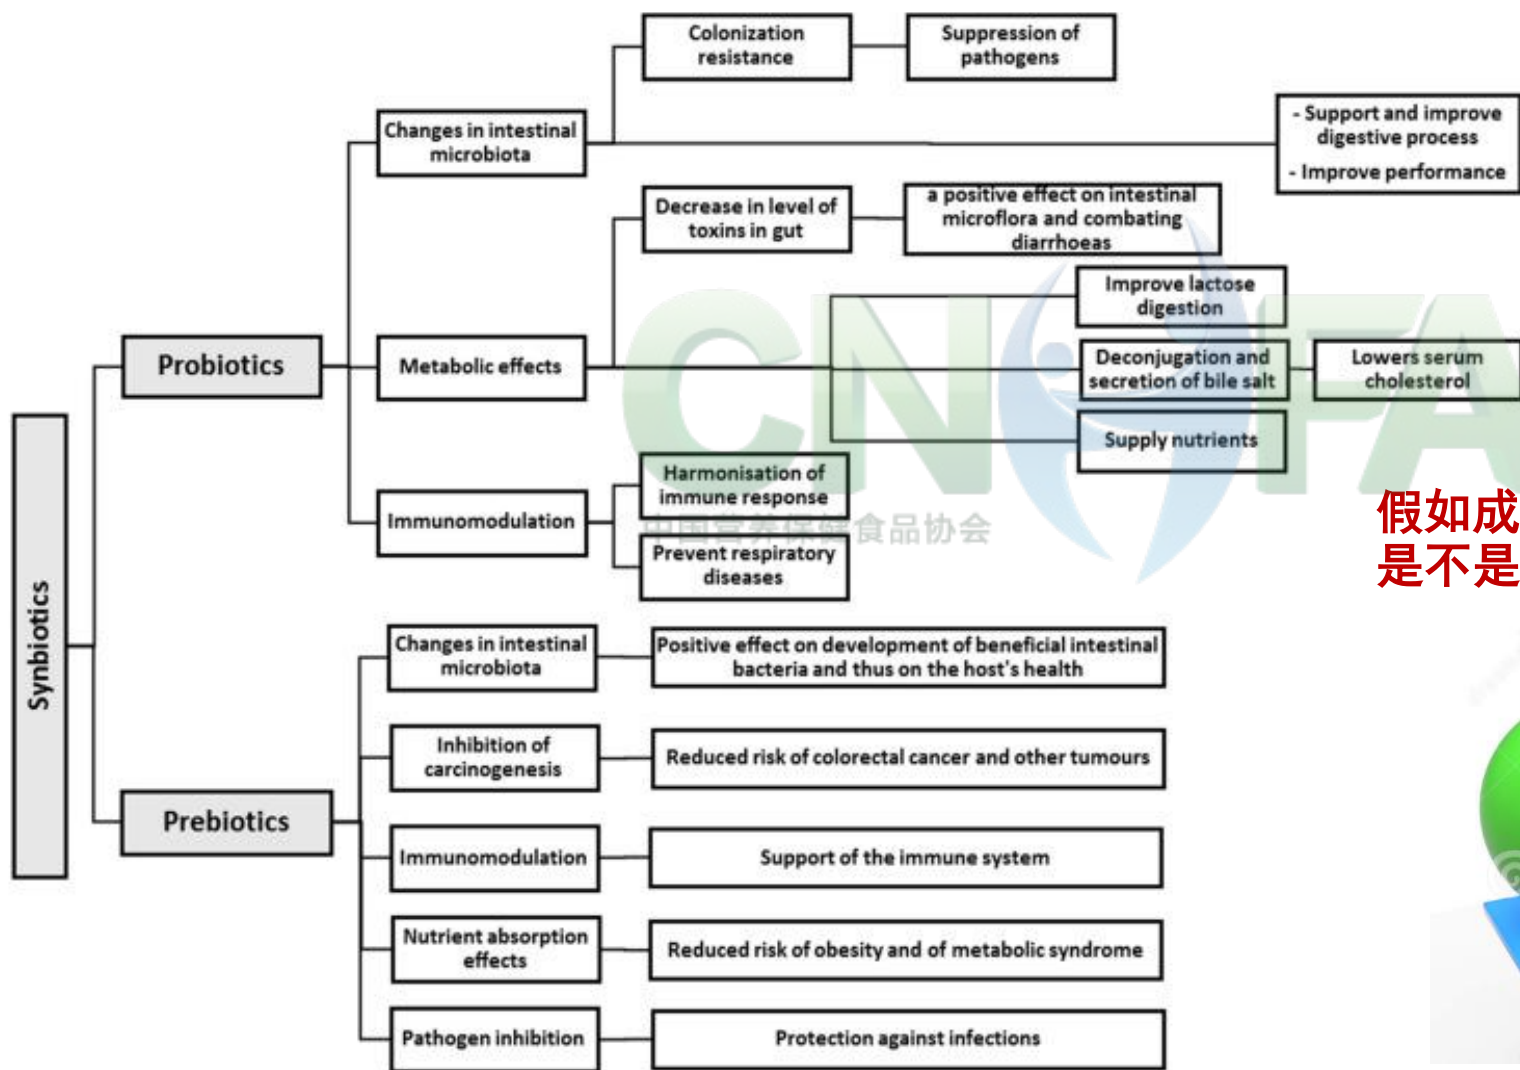 Colonization
resistance
Suppression of
pathogens
Changes in intestinal
microbiota
- Support and improve
digestive process
- Improve performance
Decrease in level of
toxins in gut
a positive effect on intestinal
microflora and combating
diarrhoeas
Improve lactose
digestion
Probiotics
Metabolic effects
Deconjugation and
secretion of bile salt
Lowers serum
cholesterol
Supply nutrients
CN FA
Harmonisation of
immune response
Immunomodulation
中国营养保健食品协会
Prevent respiratory
diseases
假如成
是不是
Synbiotics
Changes in intestinal
microbiota
Positive effect on development of beneficial intestinal
bacteria and thus on the host's health
Inhibition of
carcinogenesis
Reduced risk of colorectal cancer and other tumours
Prebiotics
Immunomodulation
Support of the immune system
Nutrient absorption
effects
Reduced risk of obesity and of metabolic syndrome
Pathogen inhibition
Protection against infections